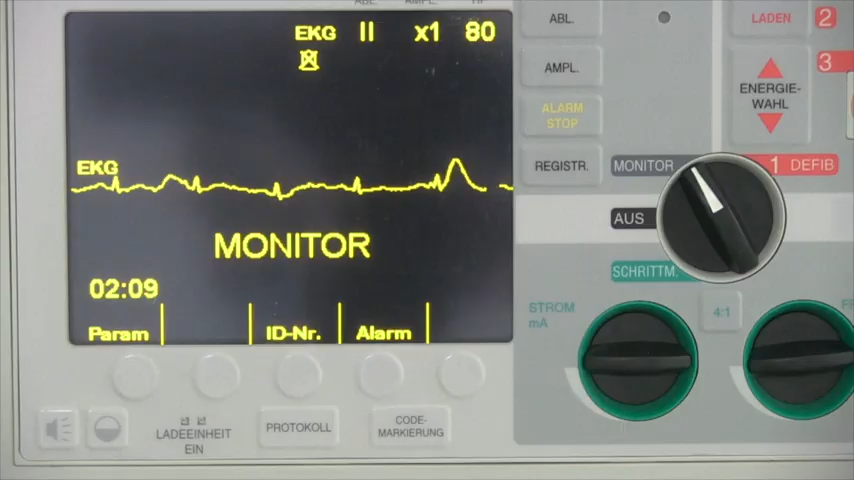 EKG II x1 80
EKG
MONITOR
02:09
Param ID-Nr. Alarm
ABL.
AMPL.
ALARM
STOP
REGISTR.
LADEN 2
3
ENERGIE-
WAHL
MONITOR 1 DEFIB
AUS
SCHRITTM.
STROM
mA
4:1
LADEEINHEIT
EIN
PROTOKOLL
CODE-
MARKIERUNG